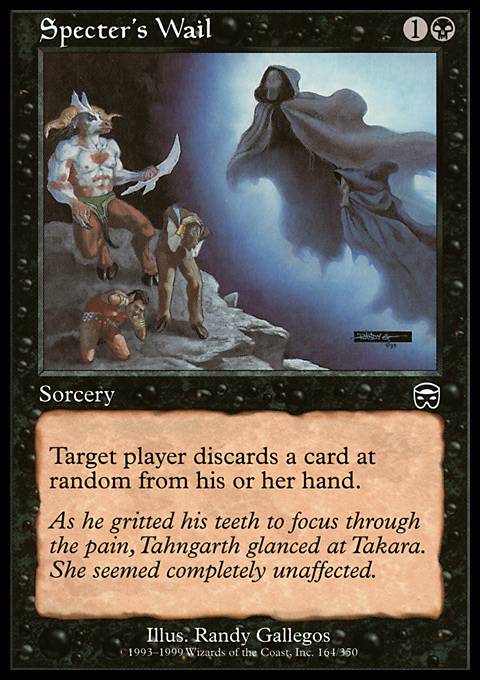 Specter's Wail 1
Sorcery
Target player discards a card at
random from his or her hand.
As he gritted his teeth to focus through
the pain, Tahngarth glanced at Takara.
She seemed completely unaffected.
Illus. Randy Gallegos
©1993–1999 Wizards of the Coast, Inc. 164/350